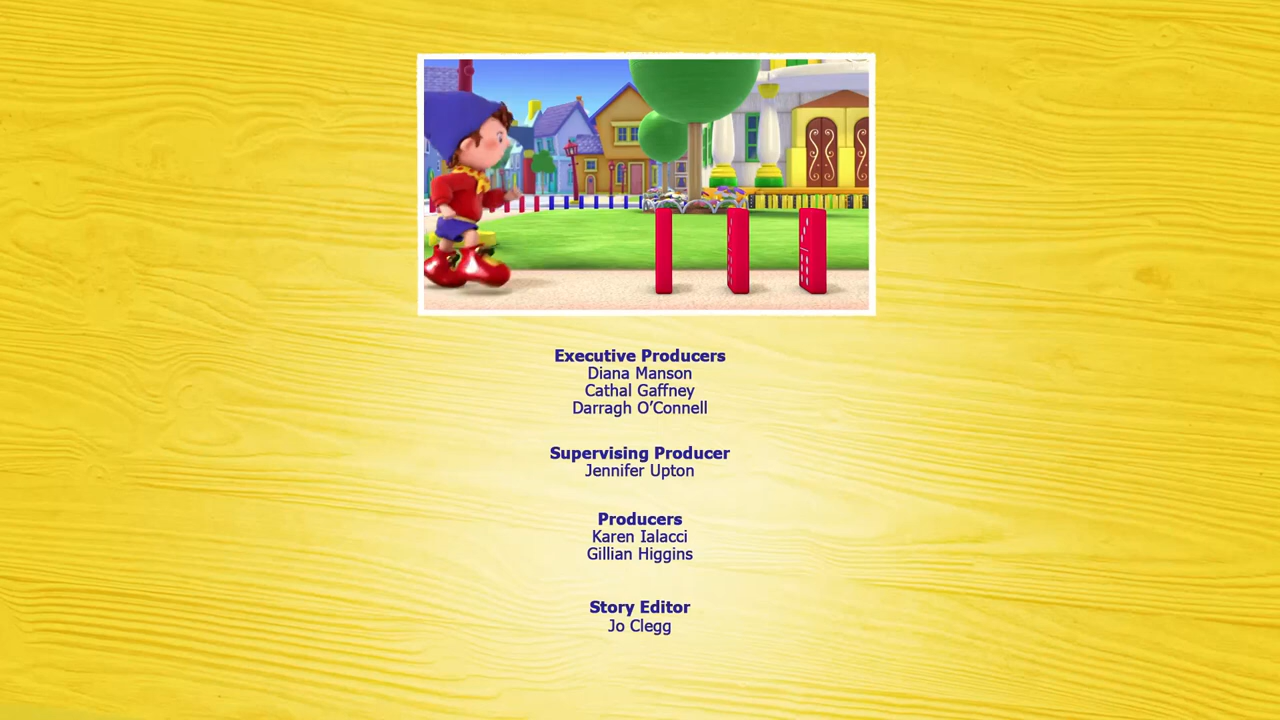 Executive Producers
Diana Manson
Cathal Gaffney
Darragh O'Connell
Supervising Producer
Jennifer Upton
Producers
Karen Ialacci
Gillian Higgins
Story Editor
Jo Clegg